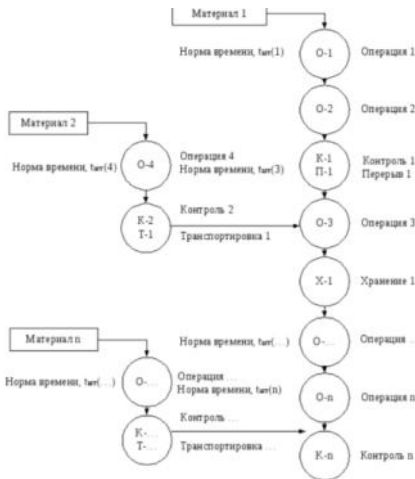 Материал 1
Норма времени, tшт(1)
О-1
Операция 1
О-2
Операция 2
Материал 2
К-1
П-1
Контроль 1
Перерыв 1
Норма времени, tшт(4)
О-4
Операция 4
Норма времени, tшт(3)
К-2
Т-1
Контроль 2
Транспортировка 1
О-3
Операция 3
Х-1
Хранение 1
Материал n
Норма времени, tшт(…)
О-…
Операция …
Норма времени, tшт(…)
О-…
Операция …
Норма времени, tшт(n)
О-n
Операция n
К-…
Т-…
Контроль …
Транспортировка …
К-n
Контроль n